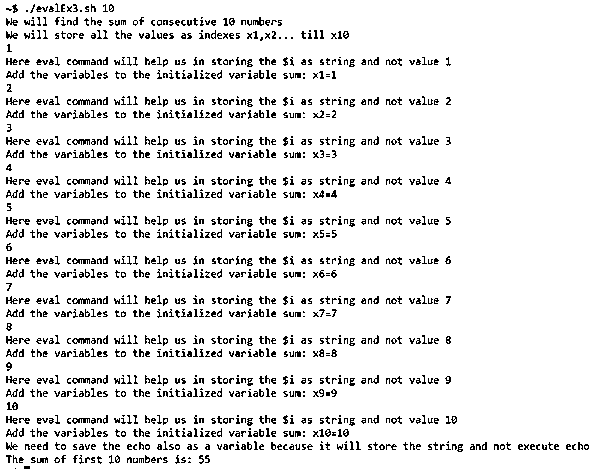 ~$ ./evalEx3.sh 10
We will find the sum of consecutive 10 numbers
We will store all the values as indexes x1,x2... till x10
1
Here eval command will help us in storing the $i as string and not value 1
Add the variables to the initialized variable sum: x1=1
2
Here eval command will help us in storing the $i as string and not value 2
Add the variables to the initialized variable sum: x2=2
3
Here eval command will help us in storing the $i as string and not value 3
Add the variables to the initialized variable sum: x3=3
4
Here eval command will help us in storing the $i as string and not value 4
Add the variables to the initialized variable sum: x4=4
5
Here eval command will help us in storing the $i as string and not value 5
Add the variables to the initialized variable sum: x5=5
6
Here eval command will help us in storing the $i as string and not value 6
Add the variables to the initialized variable sum: x6=6
7
Here eval command will help us in storing the $i as string and not value 7
Add the variables to the initialized variable sum: x7=7
8
Here eval command will help us in storing the $i as string and not value 8
Add the variables to the initialized variable sum: x8=8
9
Here eval command will help us in storing the $i as string and not value 9
Add the variables to the initialized variable sum: x9=9
10
Here eval command will help us in storing the $i as string and not value 10
Add the variables to the initialized variable sum: x10=10
We need to save the echo also as a variable because it will store the string and not execute echo
The sum of first 10 numbers is: 55